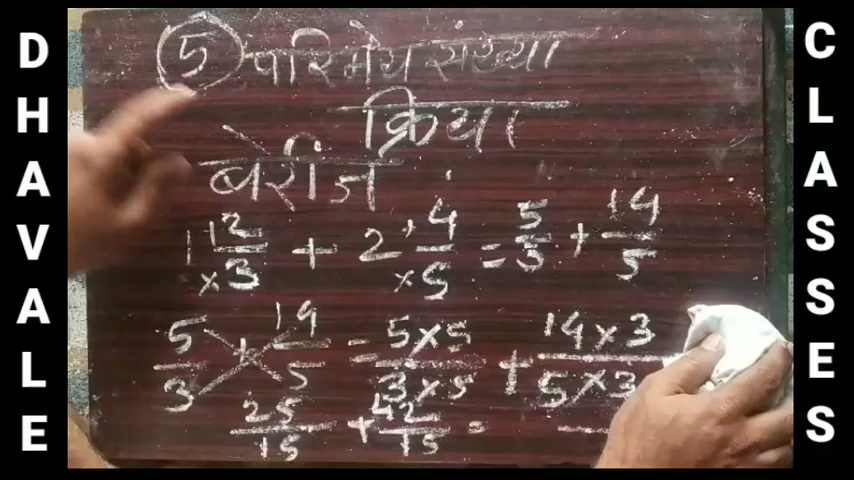 DHAVALE
CLASSES
5 परिमेय संख्या
क्रिया
बेरीज
1 2/3 + 2 4/5 = 5/3 + 14/5
5/3 + 14/5 = 5×5/3×5 + 14×3/5×3
25/15 + 42/15 =